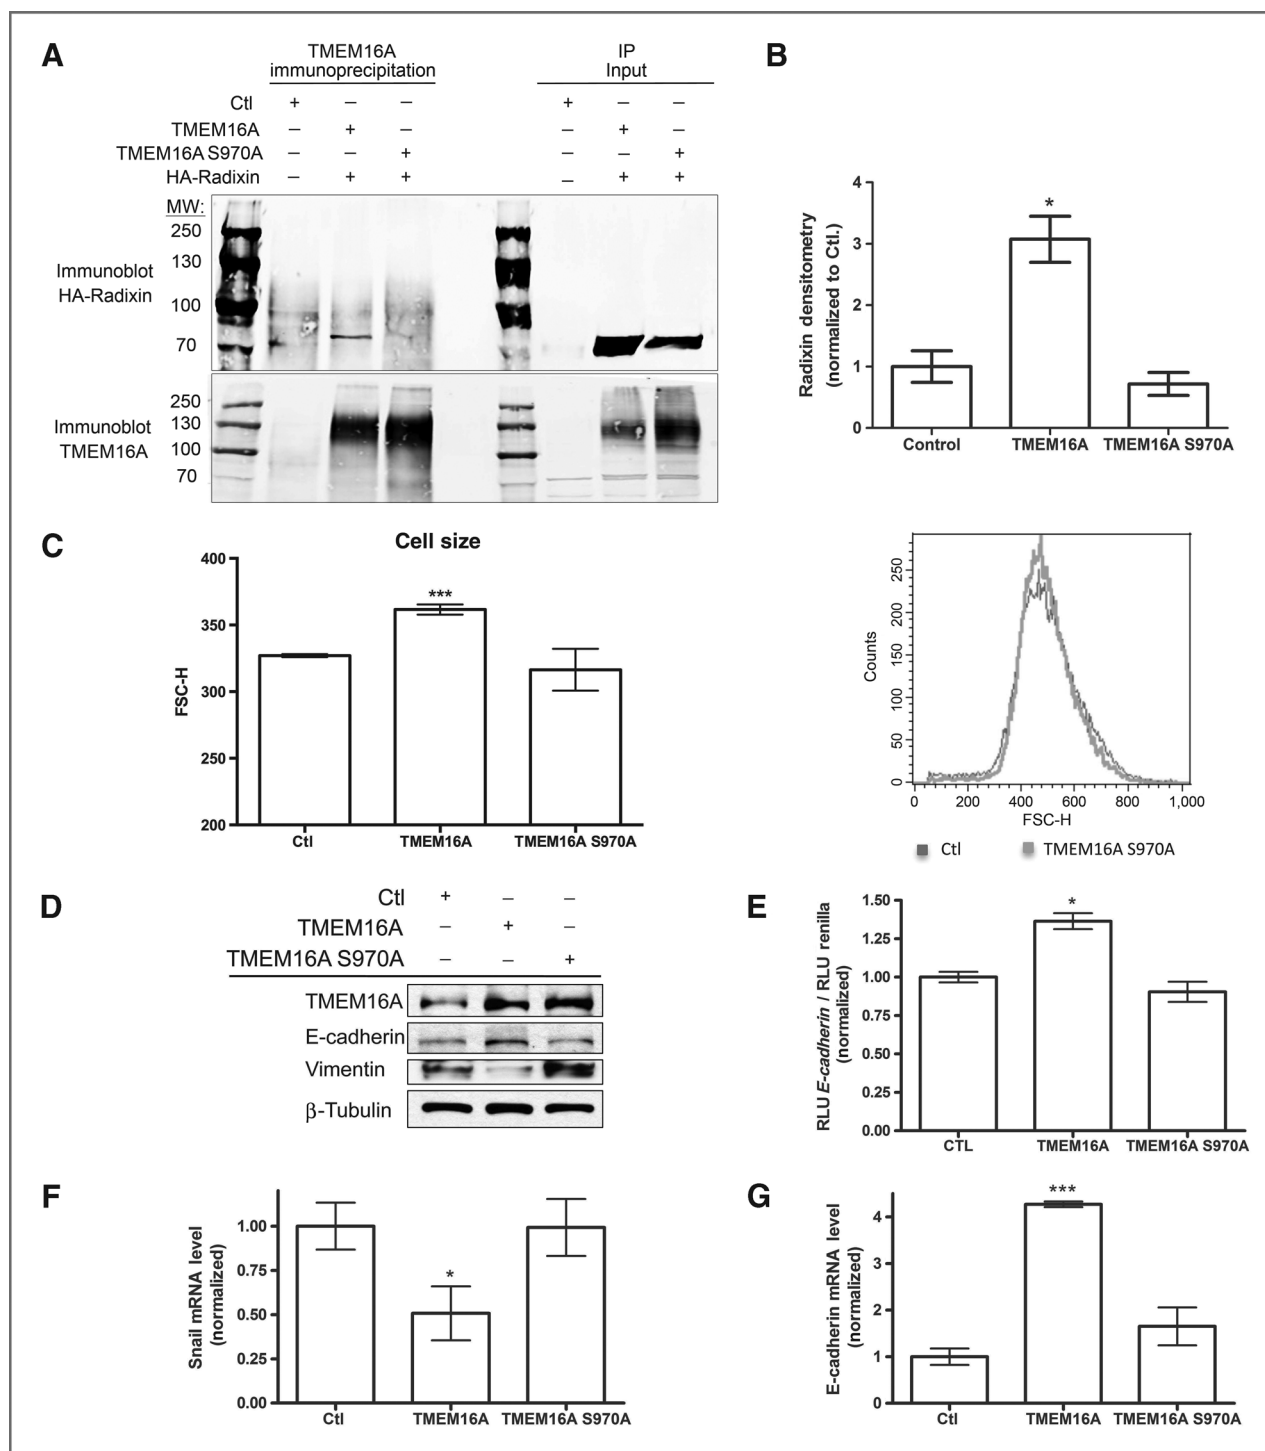 A
TMEM16A
immunoprecipitation
IP
Input
Ctl + – – + – –
TMEM16A – + – – + –
TMEM16A S970A – – + – – +
HA-Radixin – + + – + +
MW:
250
130
100
70
Immunoblot
HA-Radixin
250
130
100
70
Immunoblot
TMEM16A
B
Radixin densitometry
(normalized to Ctl.)
4
3
2
1
0
*
Control TMEM16A TMEM16A S970A
C
Cell size
FSC-H
400
350
300
250
200
***
Ctl TMEM16A TMEM16A S970A
Counts
250
200
150
100
50
0
0 200 400 600 800 1,000
FSC-H
Ctl TMEM16A S970A
D
Ctl + – –
TMEM16A – + –
TMEM16A S970A – – +
TMEM16A
E-cadherin
Vimentin
β-Tubulin
E
RLU E-cadherin / RLU renilla
(normalized)
1.50
1.25
1.00
0.75
0.50
0.25
0.00
*
CTL TMEM16A TMEM16A S970A
F
Snail mRNA level
(normalized)
1.00
0.75
0.50
0.25
0.00
*
Ctl TMEM16A TMEM16A S970A
G
E-cadherin mRNA level
(normalized)
4
3
2
1
0
***
Ctl TMEM16A TMEM16A S970A